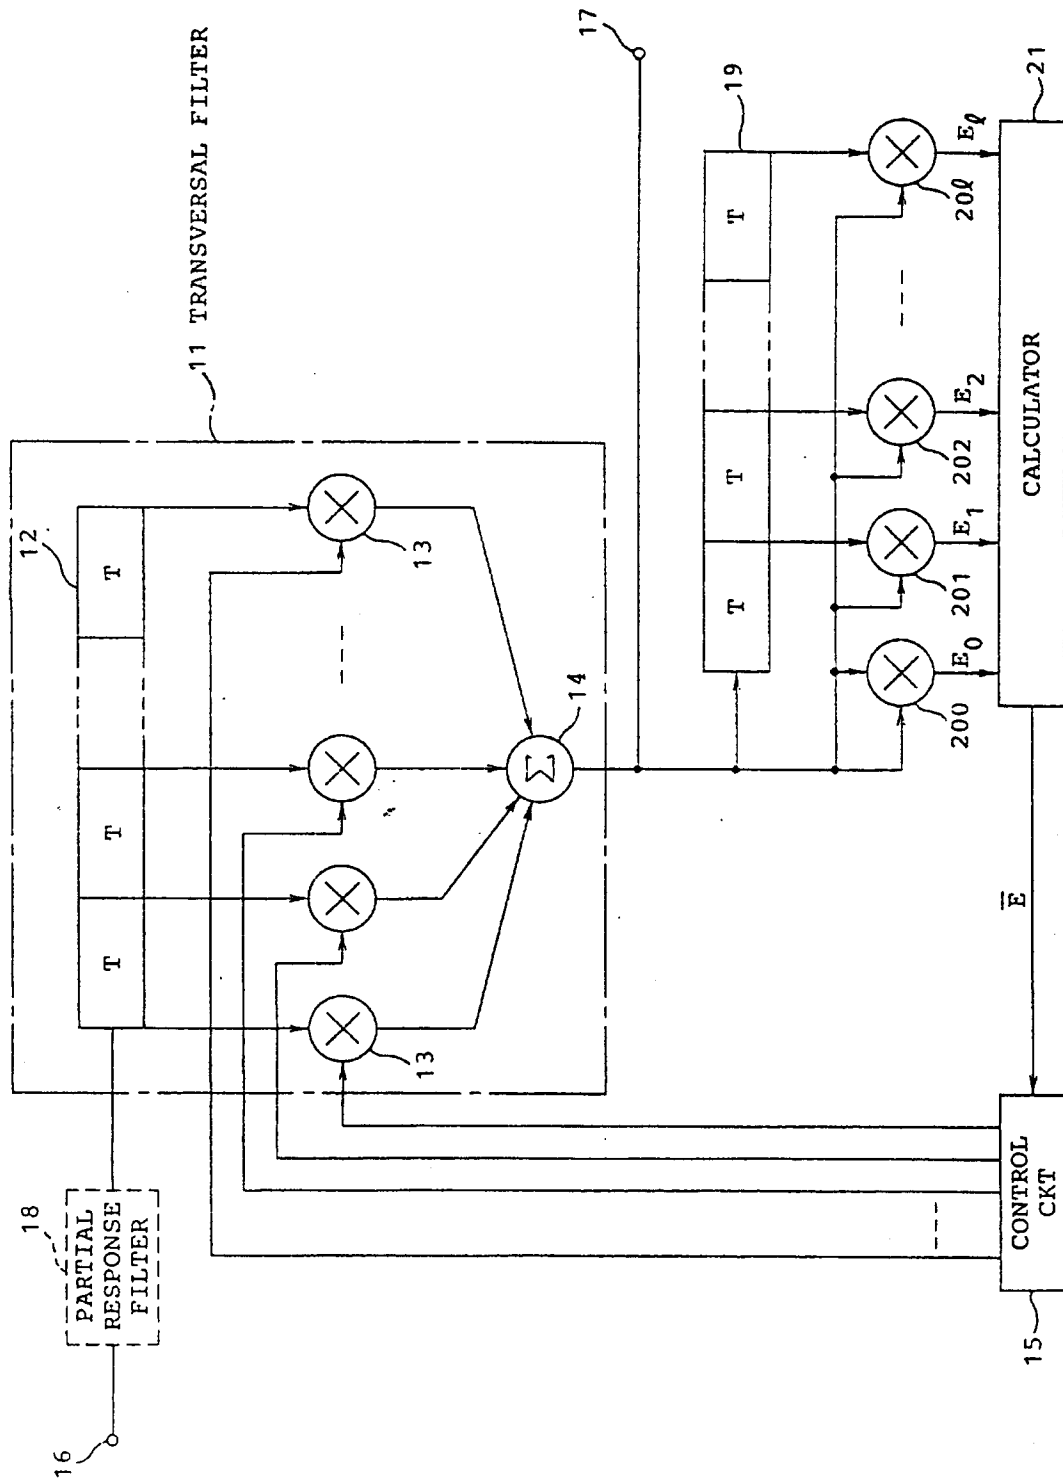 16
18
PARTIAL
RESPONSE
FILTER
11 TRANSVERSAL FILTER
12
T
T
T
13
13
14
Σ
17
19
T
T
T
200
201
202
20ℓ
E0
E1
E2
Eℓ
15
CONTROL
CKT
E̅
CALCULATOR
21